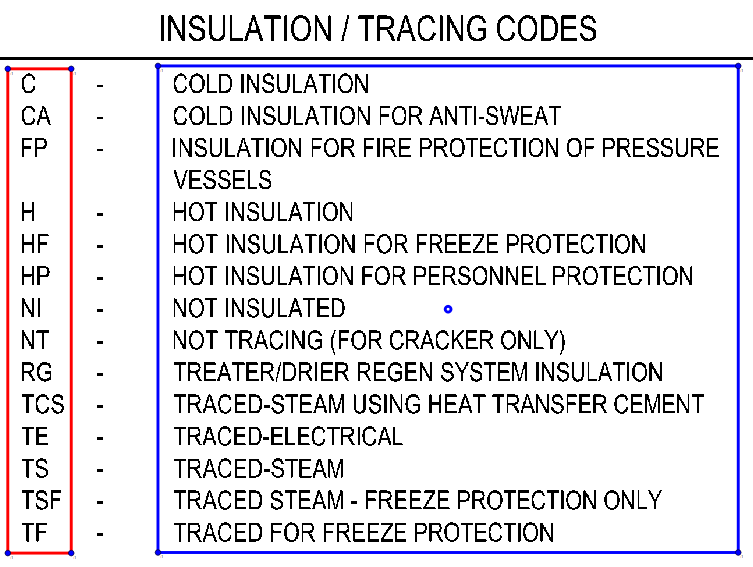 INSULATION / TRACING CODES
C - COLD INSULATION
CA - COLD INSULATION FOR ANTI-SWEAT
FP - INSULATION FOR FIRE PROTECTION OF PRESSURE
VESSELS
H - HOT INSULATION
HF - HOT INSULATION FOR FREEZE PROTECTION
HP - HOT INSULATION FOR PERSONNEL PROTECTION
NI - NOT INSULATED
NT - NOT TRACING (FOR CRACKER ONLY)
RG - TREATER/DRIER REGEN SYSTEM INSULATION
TCS - TRACED-STEAM USING HEAT TRANSFER CEMENT
TE - TRACED-ELECTRICAL
TS - TRACED-STEAM
TSF - TRACED STEAM - FREEZE PROTECTION ONLY
TF - TRACED FOR FREEZE PROTECTION